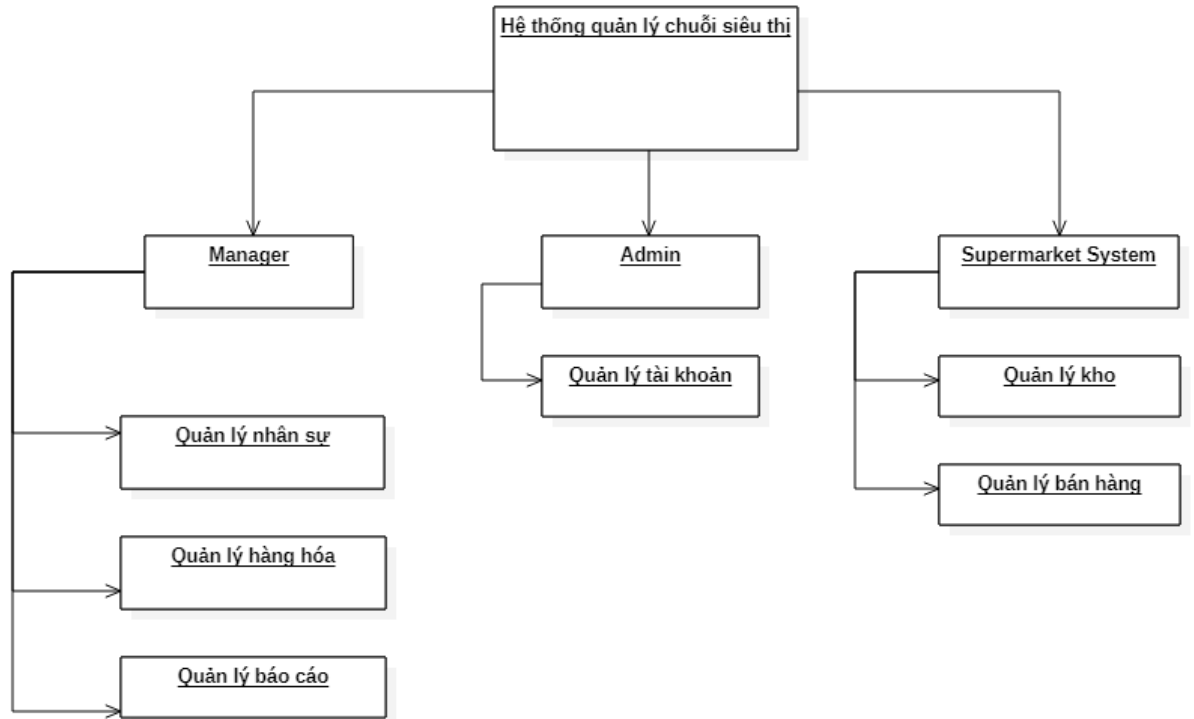 Hệ thống quản lý chuỗi siêu thị
Manager
Admin
Supermarket System
Quản lý tài khoản
Quản lý kho
Quản lý nhân sự
Quản lý bán hàng
Quản lý hàng hóa
Quản lý báo cáo